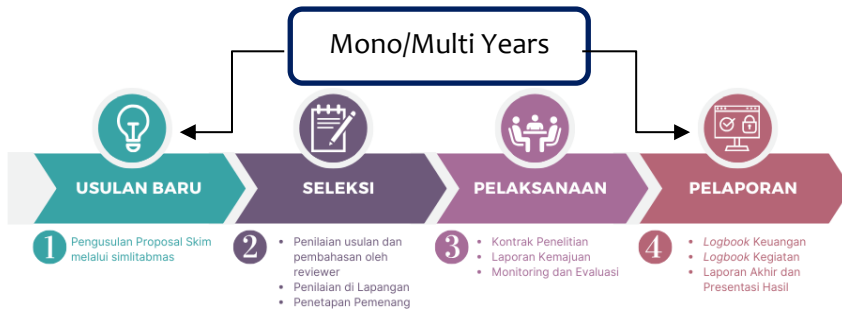 Mono/Multi Years
USULAN BARU
SELEKSI
PELAKSANAAN
PELAPORAN
1
Pengusulan Proposal Skim
melalui simlitabmas
2
• Penilaian usulan dan
pembahasan oleh
reviewer
• Penilaian di Lapangan
• Penetapan Pemenang
3
• Kontrak Penelitian
• Laporan Kemajuan
• Monitoring dan Evaluasi
4
• Logbook Keuangan
• Logbook Kegiatan
• Laporan Akhir dan
Presentasi Hasil